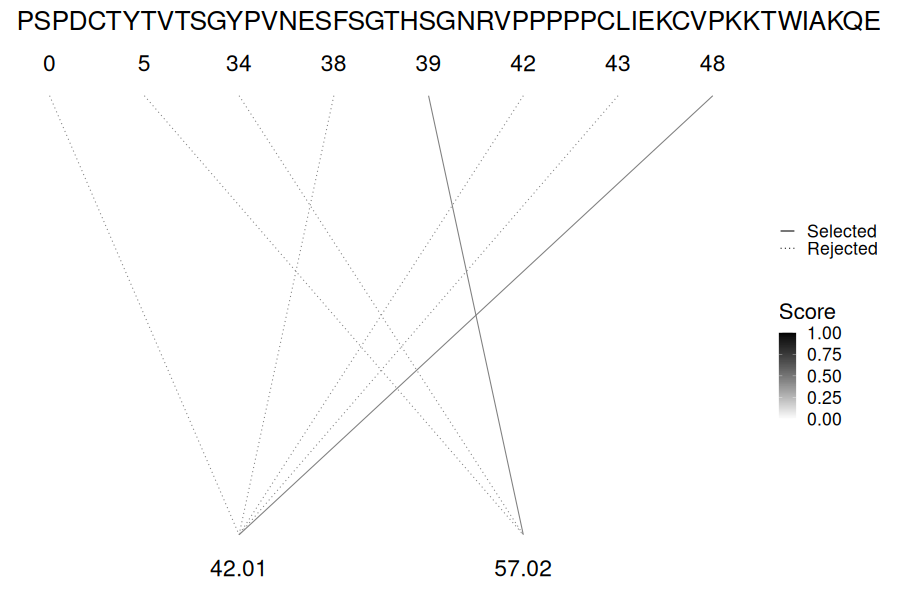 PSPDCTYTVTSGYPVNESFSGTHSGNRVPPPPPCLIEKCVPKKTWIAKQE
0 5 34 38 39 42 43 48
Selected
Rejected
Score
1.00
0.75
0.50
0.25
0.00
42.01 57.02